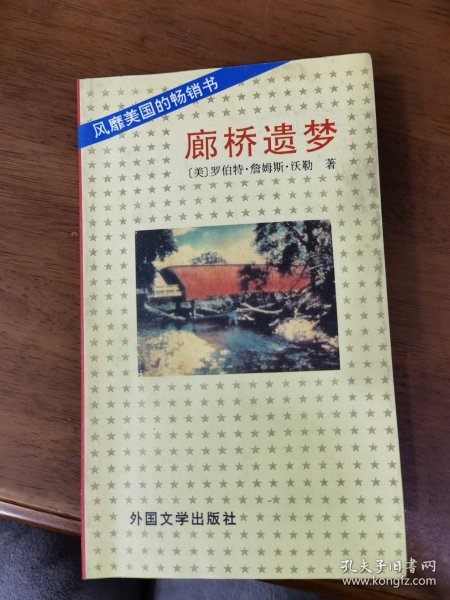 风靡美国的畅销书
廊桥遗梦
〔美〕罗伯特·詹姆斯·沃勒 著
外国文学出版社
孔夫子旧书网
www.kongfz.com